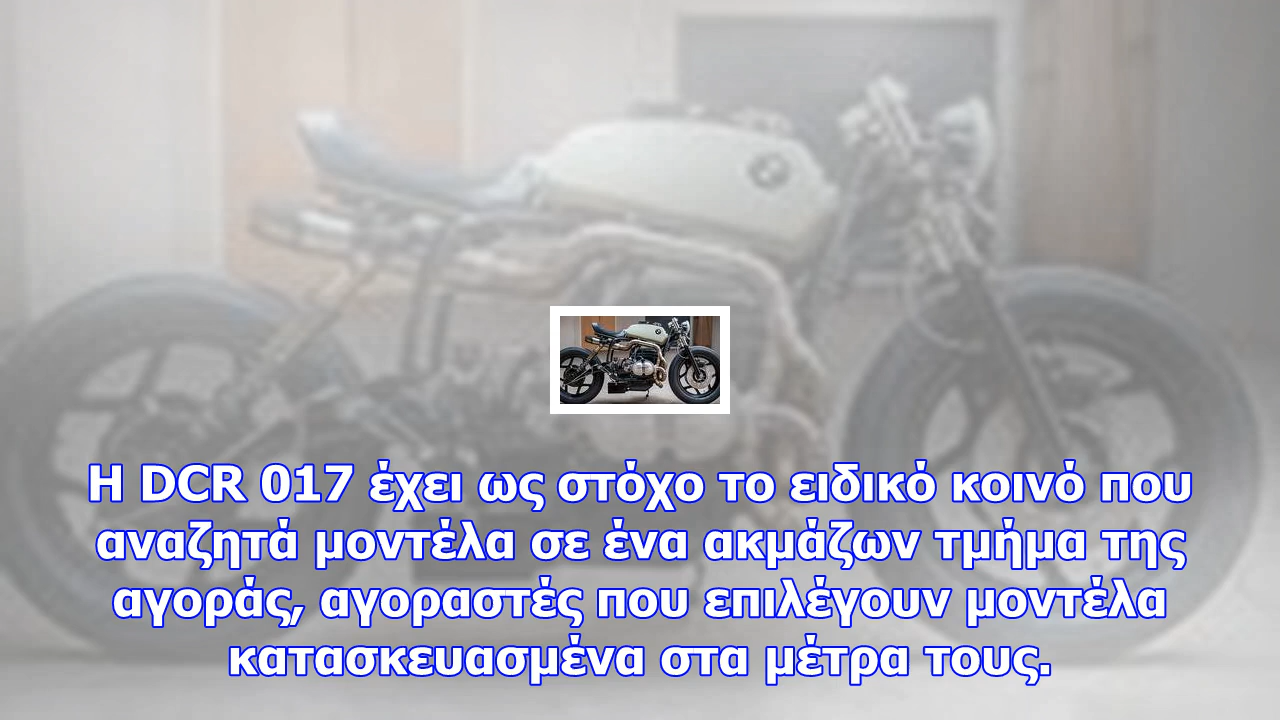 Η DCR 017 έχει ως στόχο το ειδικό κοινό που
αναζητά μοντέλα σε ένα ακμάζων τμήμα της
αγοράς, αγοραστές που επιλέγουν μοντέλα
κατασκευασμένα στα μέτρα τους.